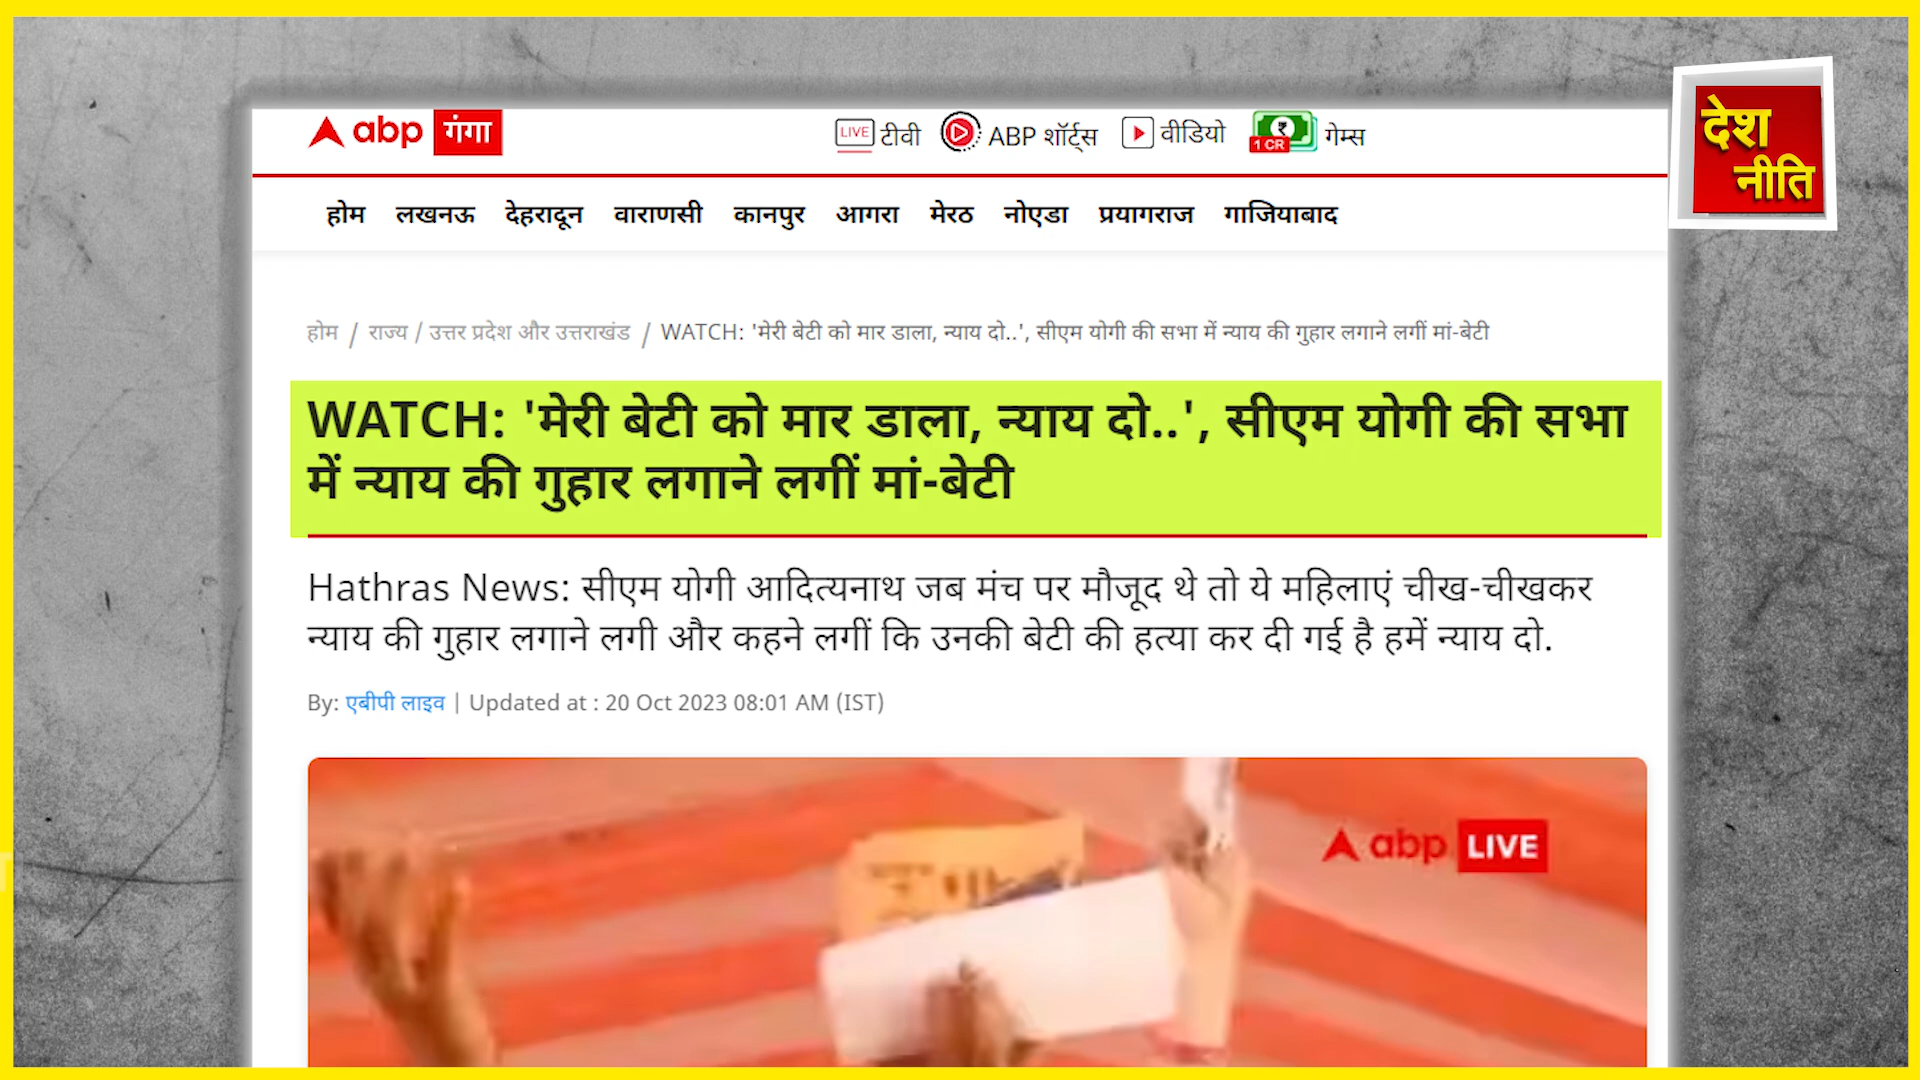 abp गंगा
LIVE टीवी ABP शॉर्ट्स वीडियो 1 CR गेम्स
देश
नीति
होम लखनऊ देहरादून वाराणसी कानपुर आगरा मेरठ नोएडा प्रयागराज गाजियाबाद
होम / राज्य / उत्तर प्रदेश और उत्तराखंड / WATCH: 'मेरी बेटी को मार डाला, न्याय दो..', सीएम योगी की सभा में न्याय की गुहार लगाने लगीं मां-बेटी
WATCH: 'मेरी बेटी को मार डाला, न्याय दो..', सीएम योगी की सभा
में न्याय की गुहार लगाने लगीं मां-बेटी
Hathras News: सीएम योगी आदित्यनाथ जब मंच पर मौजूद थे तो ये महिलाएं चीख-चीखकर
न्याय की गुहार लगाने लगी और कहने लगीं कि उनकी बेटी की हत्या कर दी गई है हमें न्याय दो.
By: एबीपी लाइव | Updated at : 20 Oct 2023 08:01 AM (IST)
abp LIVE